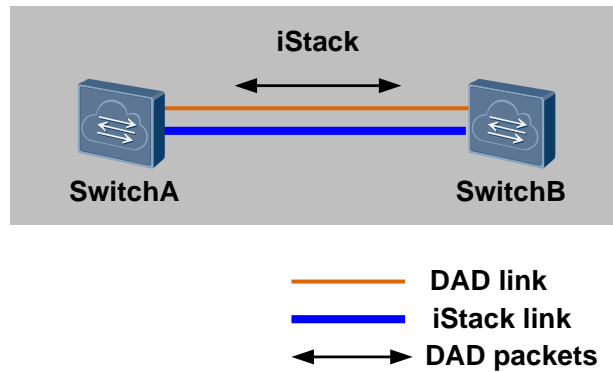 iStack
SwitchA
SwitchB
DAD link
iStack link
DAD packets